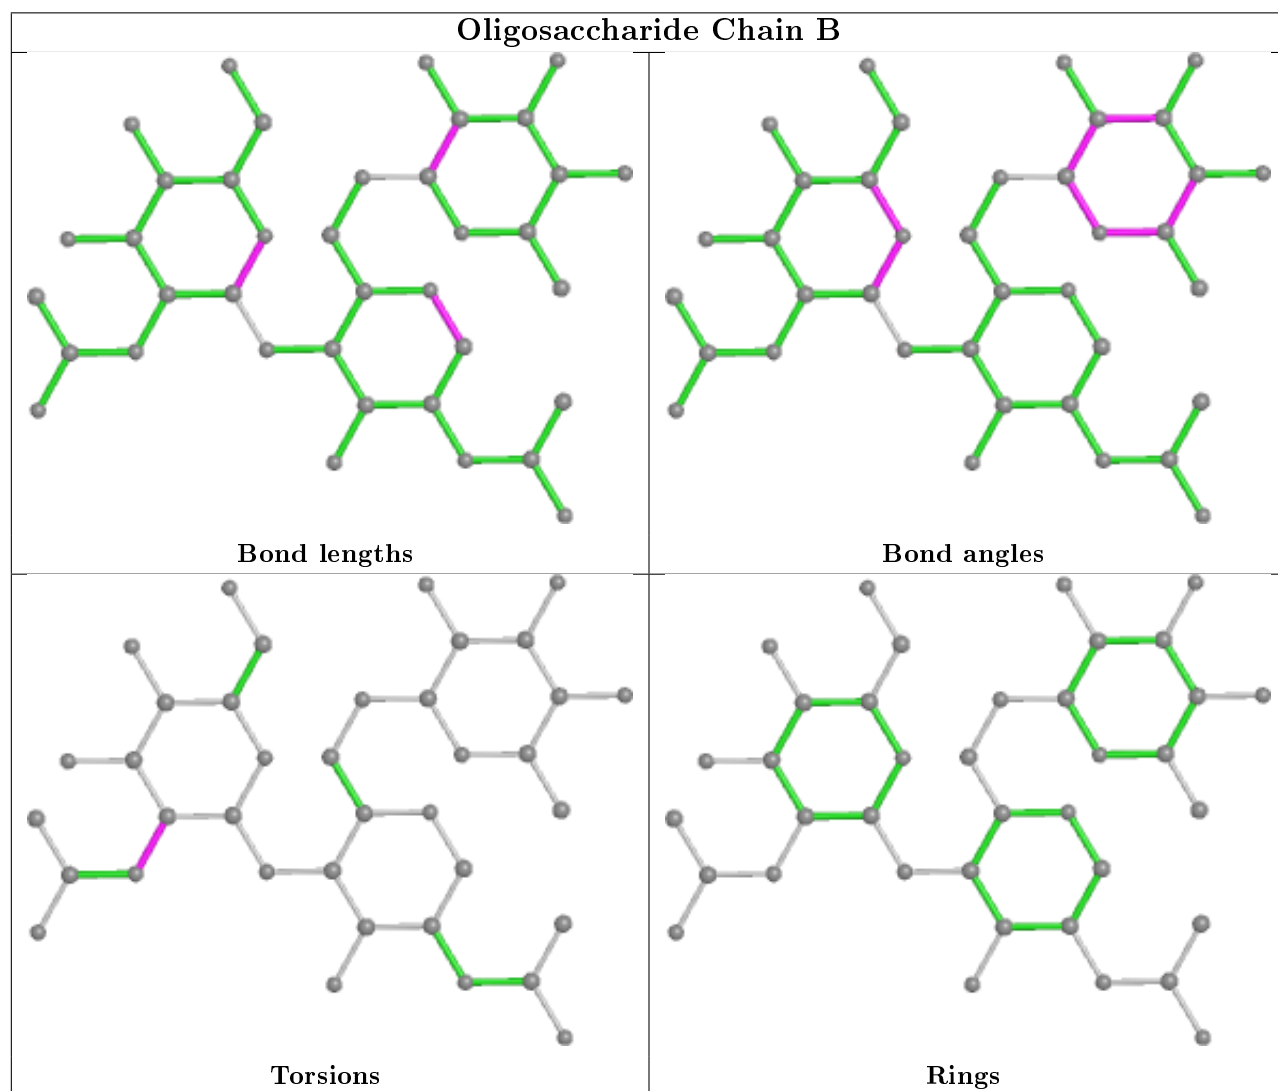 Oligosaccharide Chain B
Bond lengths
Bond angles
Torsions
Rings